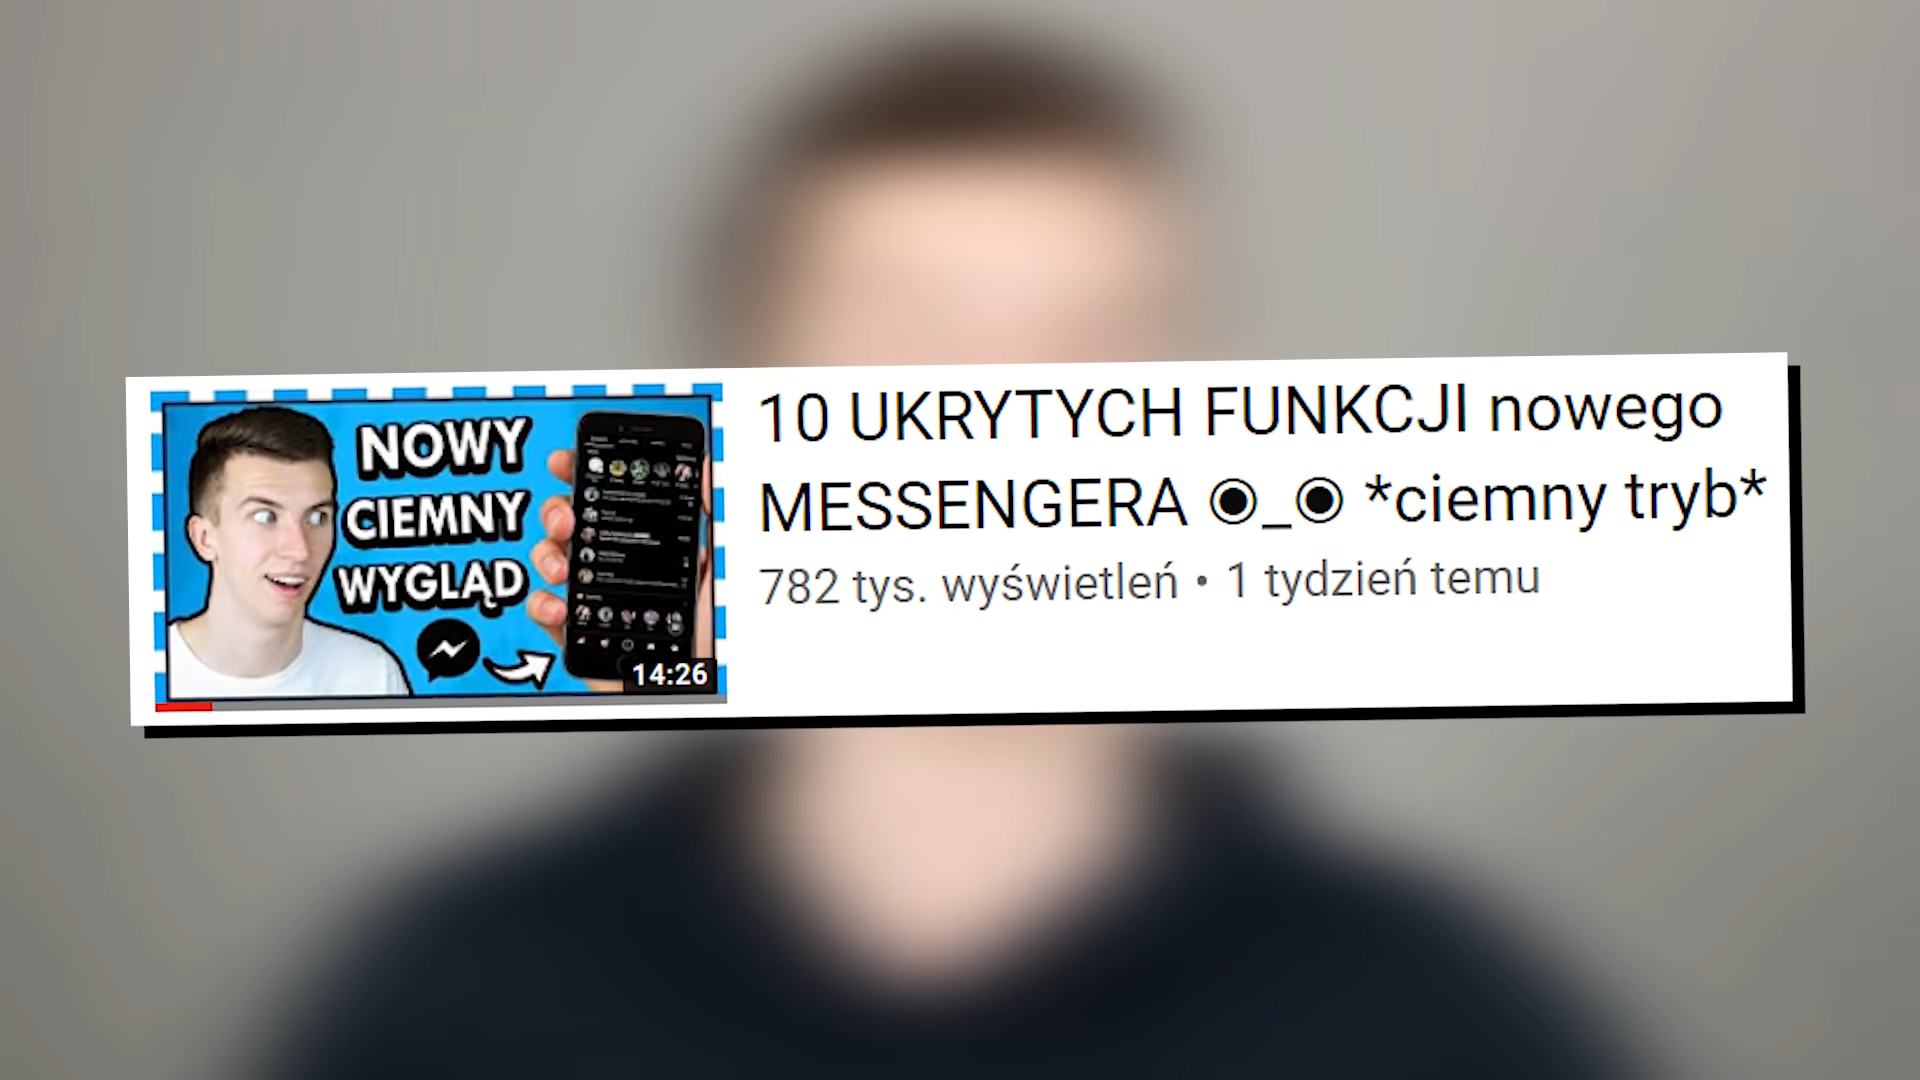 NOWY
CIEMNY
WYGLĄD
14:26
10 UKRYTYCH FUNKCJI nowego
MESSENGERA ◉_◉ *ciemny tryb*
782 tys. wyświetleń • 1 tydzień temu